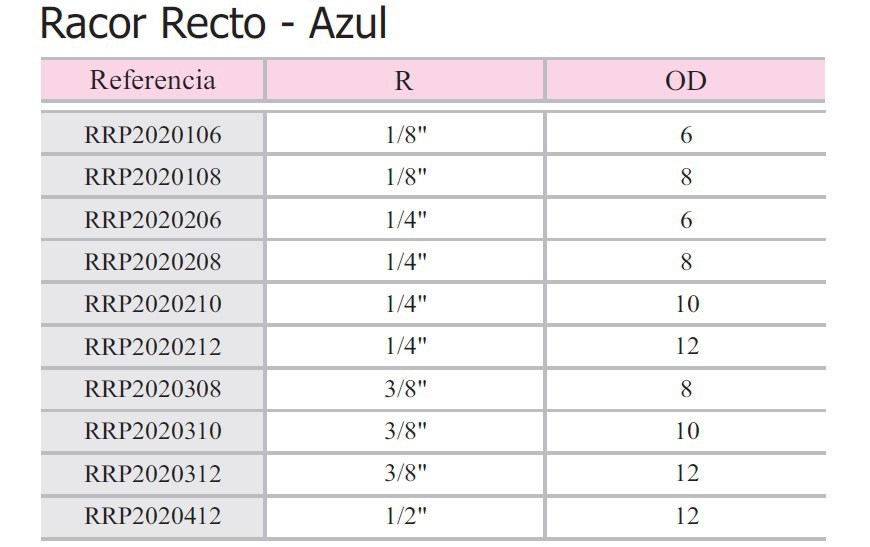 Racor Recto - Azul
Referencia R OD
RRP2020106 1/8" 6
RRP2020108 1/8" 8
RRP2020206 1/4" 6
RRP2020208 1/4" 8
RRP2020210 1/4" 10
RRP2020212 1/4" 12
RRP2020308 3/8" 8
RRP2020310 3/8" 10
RRP2020312 3/8" 12
RRP2020412 1/2" 12